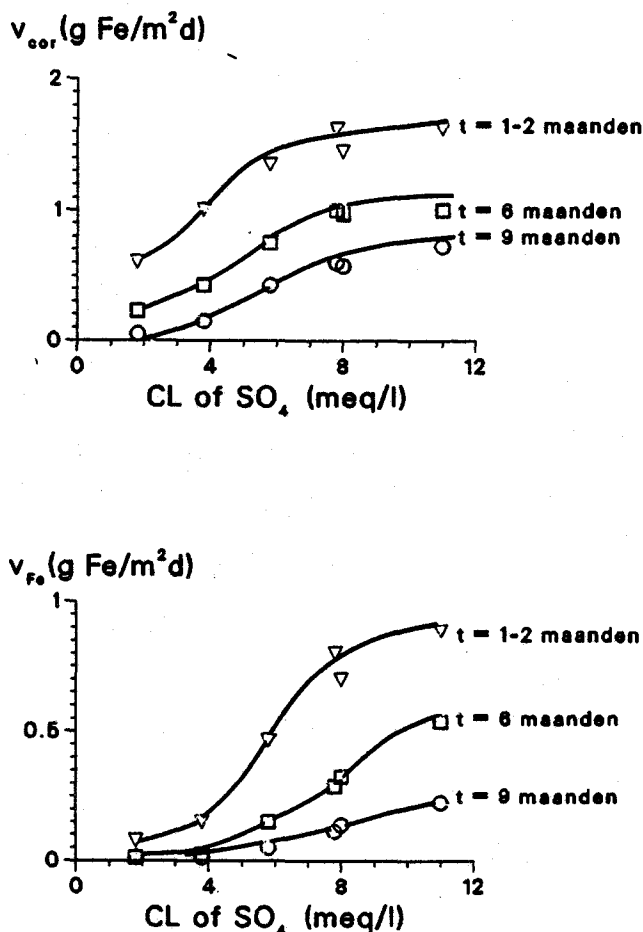 v_cor (g Fe/m²d)
2
t = 1-2 maanden
1
t = 6 maanden
t = 9 maanden
0
0 4 8 12
CL of SO₄ (meq/l)
v_Fe (g Fe/m²d)
1
t = 1-2 maanden
t = 6 maanden
0.5
t = 9 maanden
0
0 4 8 12
CL of SO₄ (meq/l)